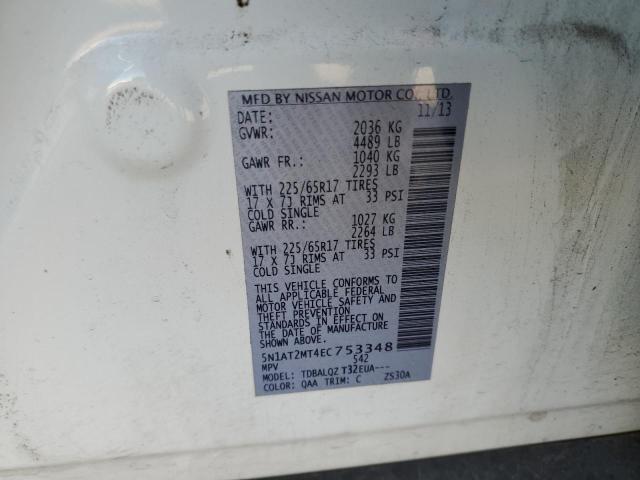 MFD BY NISSAN MOTOR CO., LTD.
DATE: 11/13
GVWR: 2036 KG
4489 LB
GAWR FR.: 1040 KG
2293 LB
WITH 225/65R17 TIRES
17 X 7J RIMS AT 33 PSI
COLD SINGLE
GAWR RR.: 1027 KG
2264 LB
WITH 225/65R17 TIRES
17 X 7J RIMS AT 33 PSI
COLD SINGLE
THIS VEHICLE CONFORMS TO
ALL APPLICABLE FEDERAL
MOTOR VEHICLE SAFETY AND
THEFT PREVENTION
STANDARDS IN EFFECT ON
THE DATE OF MANUFACTURE
SHOWN ABOVE.
5N1AT2MT4EC753348
MPV 542
MODEL: TDBALQZ T32EUA---
COLOR: QAA TRIM: C ZS30A